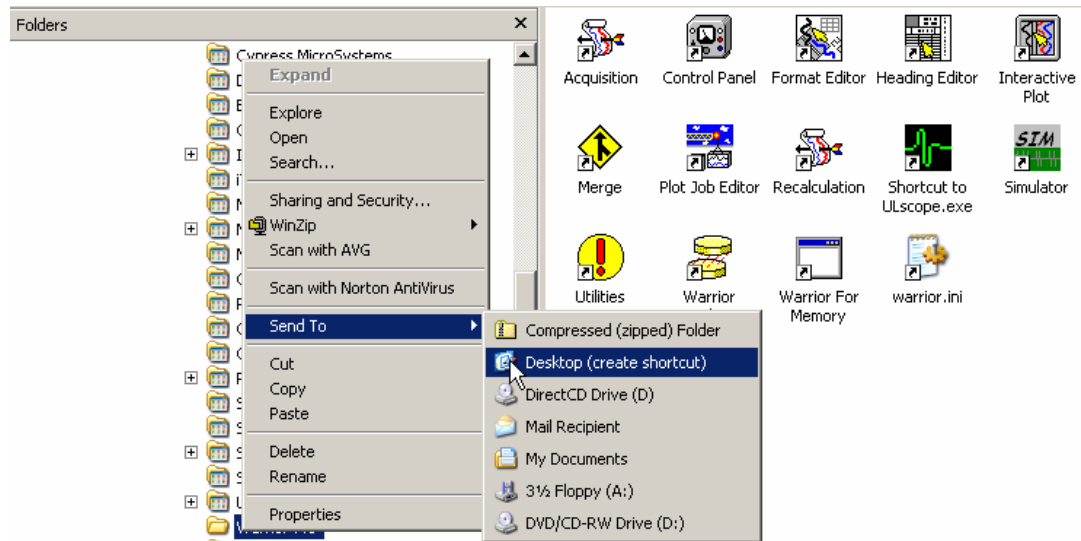 Folders
Cypress MicroSystems
Expand
Explore
Open
Search...
Sharing and Security...
WinZip
Scan with AVG
Scan with Norton AntiVirus
Send To
Cut
Copy
Paste
Delete
Rename
Properties
Compressed (zipped) Folder
Desktop (create shortcut)
DirectCD Drive (D)
Mail Recipient
My Documents
3½ Floppy (A:)
DVD/CD-RW Drive (D:)
Acquisition
Control Panel
Format Editor
Heading Editor
Interactive
Plot
Merge
Plot Job Editor
Recalculation
Shortcut to
ULscope.exe
SIM
Simulator
Utilities
Warrior
Warrior For
Memory
warrior.ini